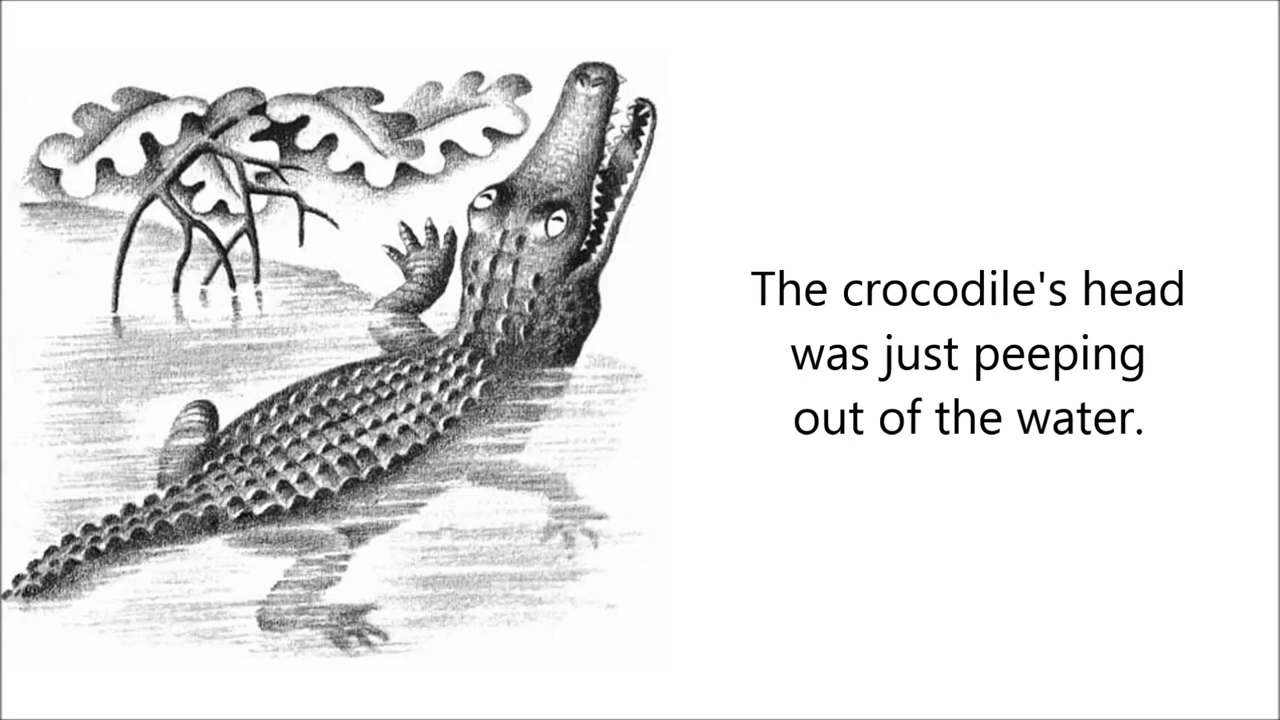 The crocodile's head
was just peeping
out of the water.